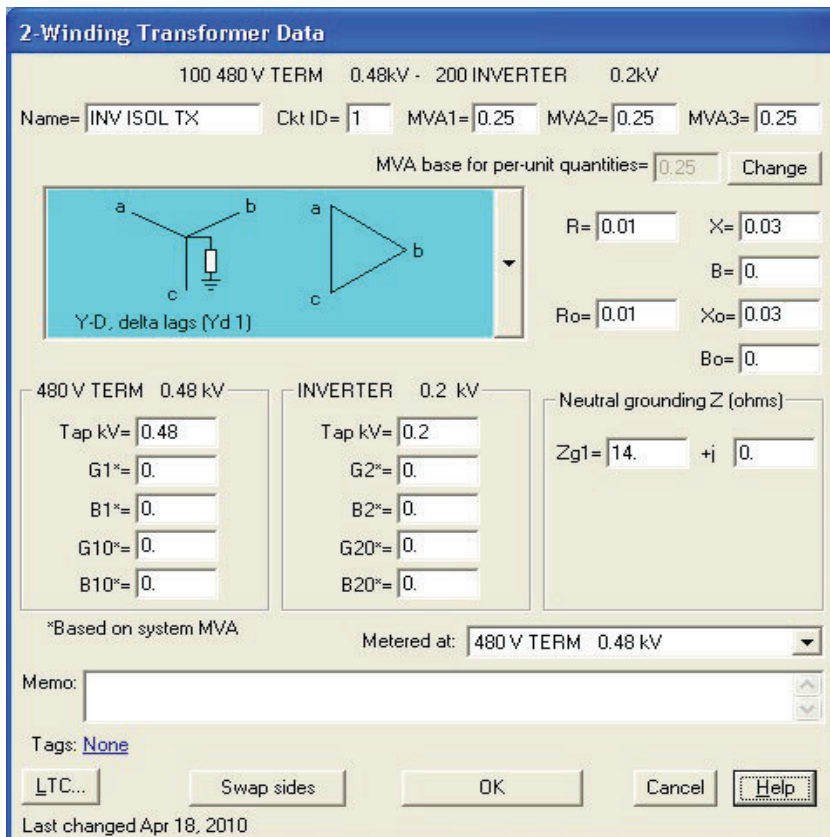 2-Winding Transformer Data
100 480 V TERM 0.48kV - 200 INVERTER 0.2kV
Name= INV ISOL TX Ckt ID= 1 MVA1= 0.25 MVA2= 0.25 MVA3= 0.25
MVA base for per-unit quantities= 0.25 Change
a b a b c c
Y-D, delta lags (Yd 1)
R= 0.01 X= 0.03
B= 0.
Ro= 0.01 Xo= 0.03
Bo= 0.
480 V TERM 0.48 kV
Tap kV= 0.48
G1*= 0.
B1*= 0.
G10*= 0.
B10*= 0.
INVERTER 0.2 kV
Tap kV= 0.2
G2*= 0.
B2*= 0.
G20*= 0.
B20*= 0.
Neutral grounding Z (ohms)
Zg1= 14. +j 0.
*Based on system MVA
Metered at: 480 V TERM 0.48 kV
Memo:
Tags: None
LTC... Swap sides OK Cancel Help
Last changed Apr 18, 2010